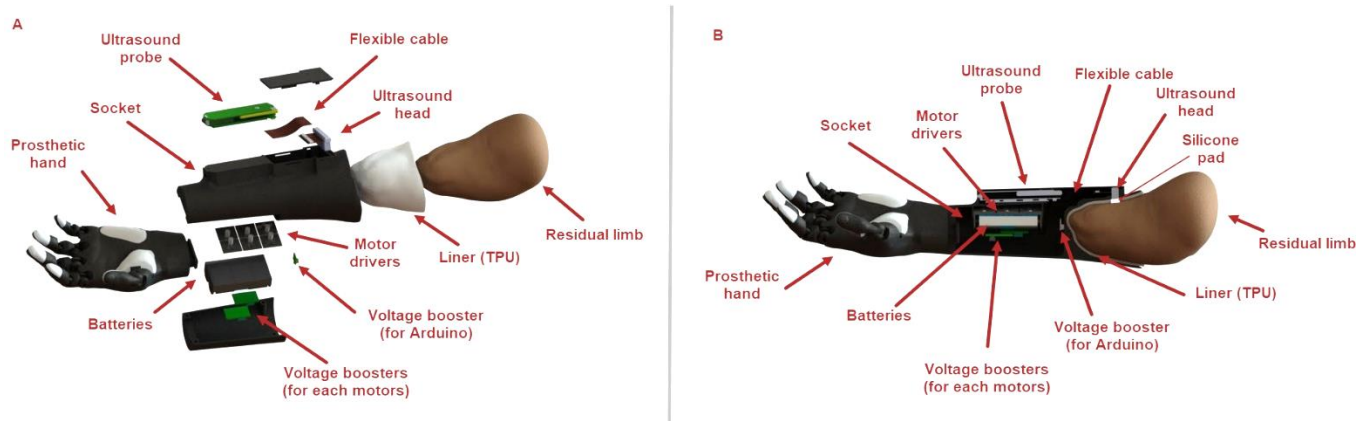 A
Ultrasound
probe
Flexible cable
Ultrasound
head
Socket
Prosthetic
hand
Motor
drivers
Liner (TPU)
Batteries
Voltage booster
(for Arduino)
Voltage boosters
(for each motors)
B
Ultrasound
probe
Flexible cable
Ultrasound
head
Motor
drivers
Socket
Silicone
pad
Residual limb
Prosthetic
hand
Batteries
Liner (TPU)
Voltage booster
(for Arduino)
Voltage boosters
(for each motors)
Residual limb